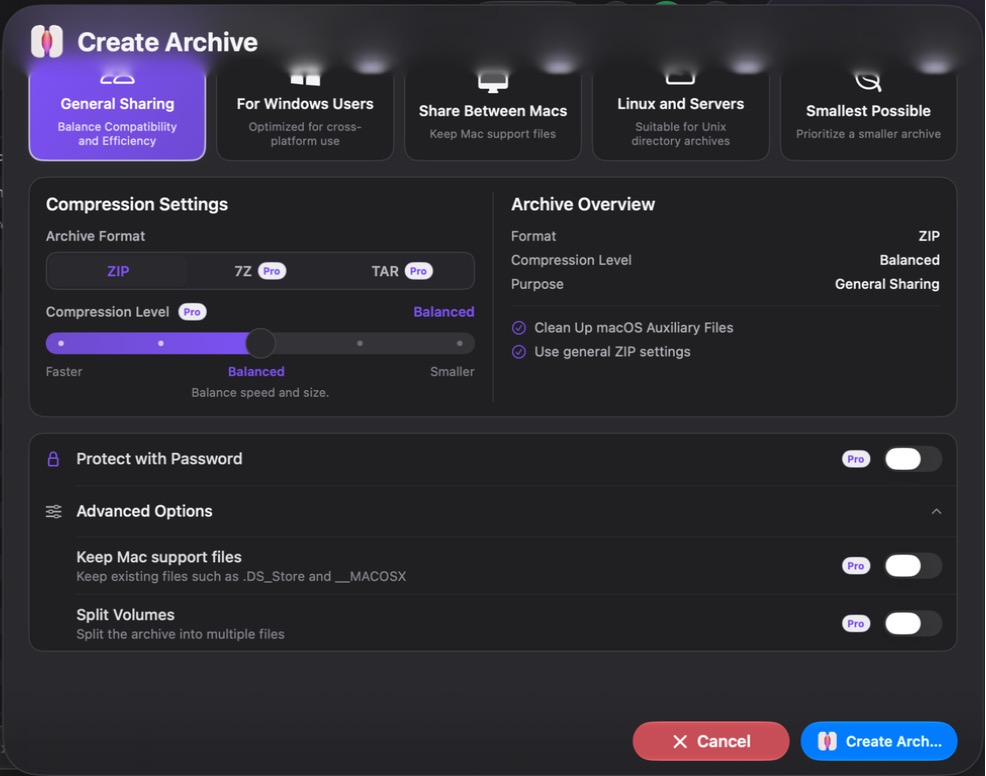 Create Archive
General Sharing
Balance Compatibility
and Efficiency
For Windows Users
Optimized for cross-
platform use
Share Between Macs
Keep Mac support files
Linux and Servers
Suitable for Unix
directory archives
Smallest Possible
Prioritize a smaller archive
Compression Settings
Archive Format
ZIP
7Z Pro
TAR Pro
Compression Level Pro
Balanced
Faster
Balanced
Smaller
Balance speed and size.
Archive Overview
Format ZIP
Compression Level Balanced
Purpose General Sharing
Clean Up macOS Auxiliary Files
Use general ZIP settings
Protect with Password Pro
Advanced Options
Keep Mac support files
Keep existing files such as .DS_Store and __MACOSX
Pro
Split Volumes
Split the archive into multiple files
Pro
Cancel
Create Arch...